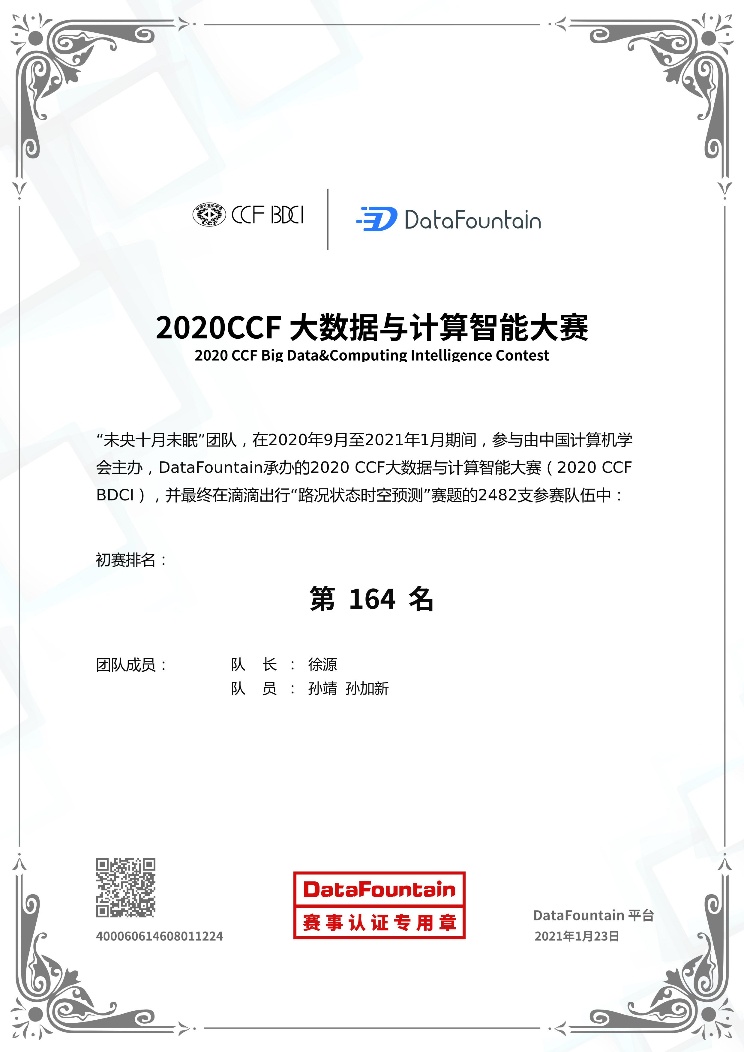 CCF BDCI
DataFountain
2020CCF 大数据与计算智能大赛
2020 CCF Big Data&Computing Intelligence Contest
“未央十月未眠”团队，在2020年9月至2021年1月期间，参与由中国计算机学
会主办，DataFountain承办的2020 CCF大数据与计算智能大赛（2020 CCF
BDCI），并最终在滴滴出行“路况状态时空预测”赛题的2482支参赛队伍中：
初赛排名：
第 164 名
团队成员： 队 长 ： 徐源
队 员 ： 孙靖 孙加新
DataFountain
赛事认证专用章
400060614608011224
DataFountain 平台
2021年1月23日